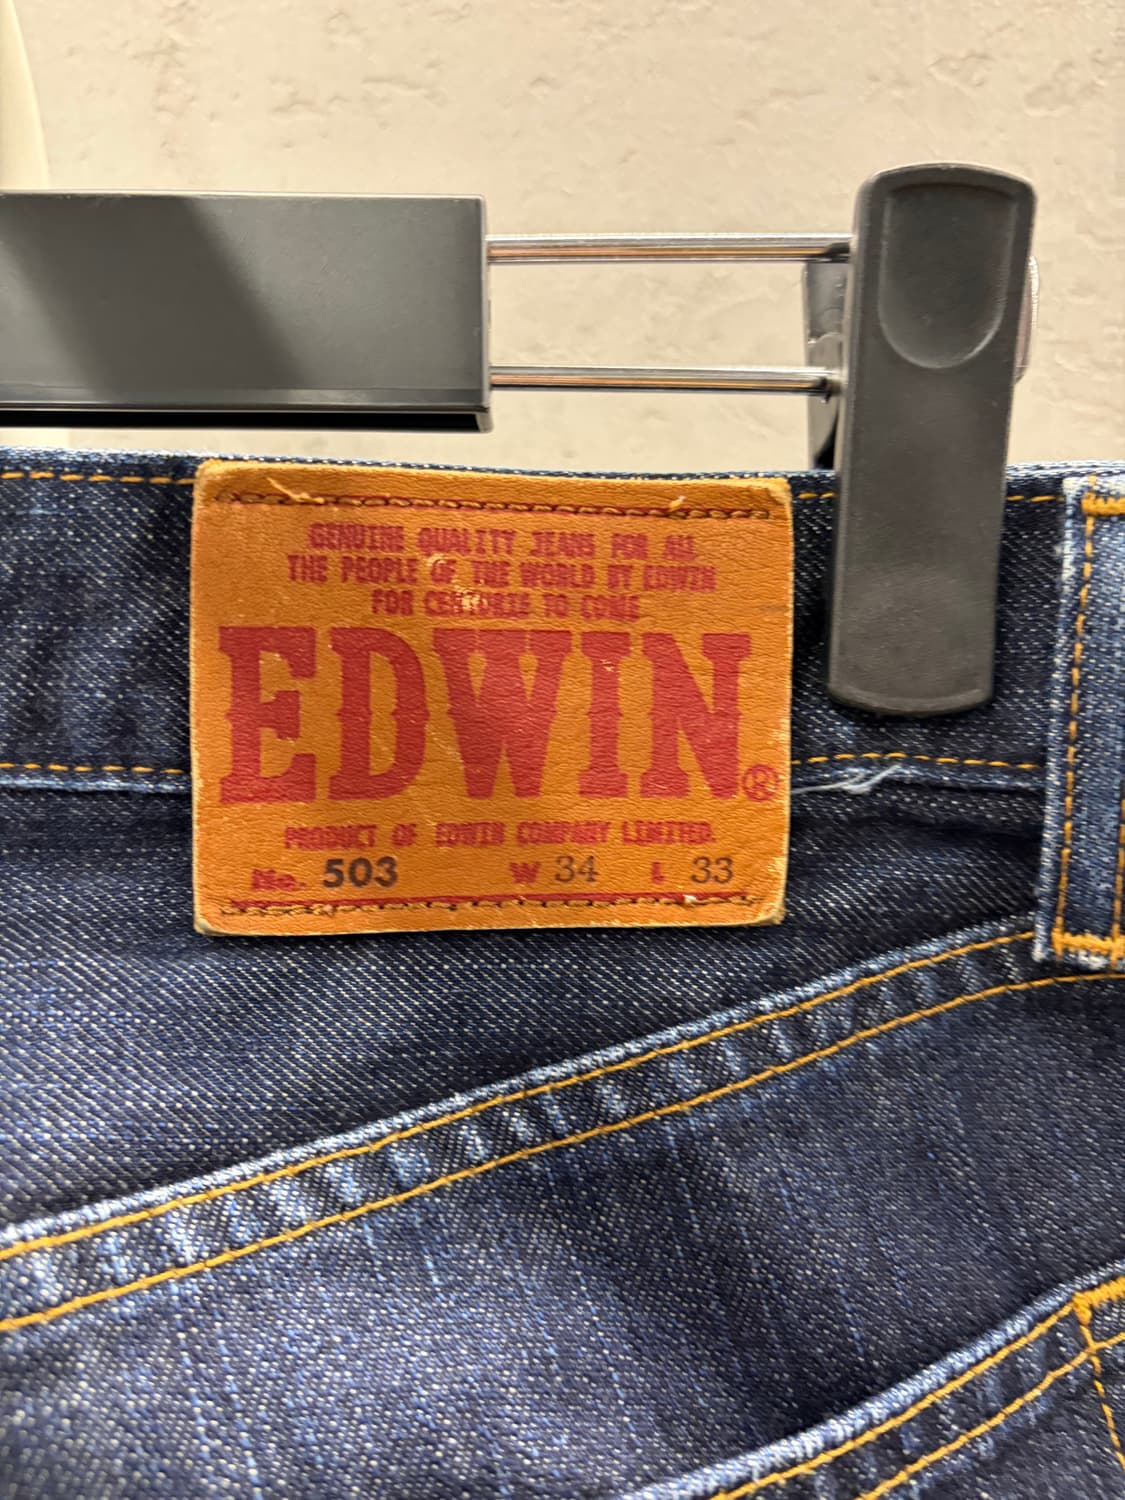 GENUINE QUALITY JEANS FOR ALL
THE PEOPLE OF THE WORLD BY EDWIN
FOR CENTURIE TO COME
EDWIN®
PRODUCT OF EDWIN COMPANY LIMITED.
No. 503 W 34 L 33